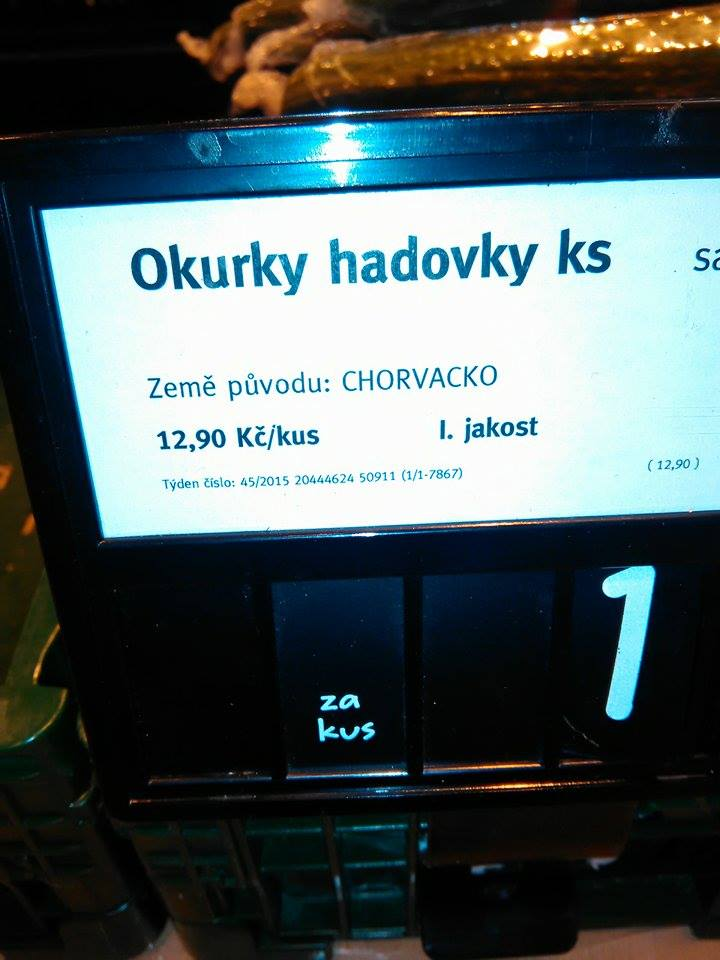 Okurky hadovky ks
Země původu: CHORVACKO
12,90 Kč/kus I. jakost
Týden číslo: 45/2015 20444624 50911 (1/1-7867) (12,90)
za
kus
1